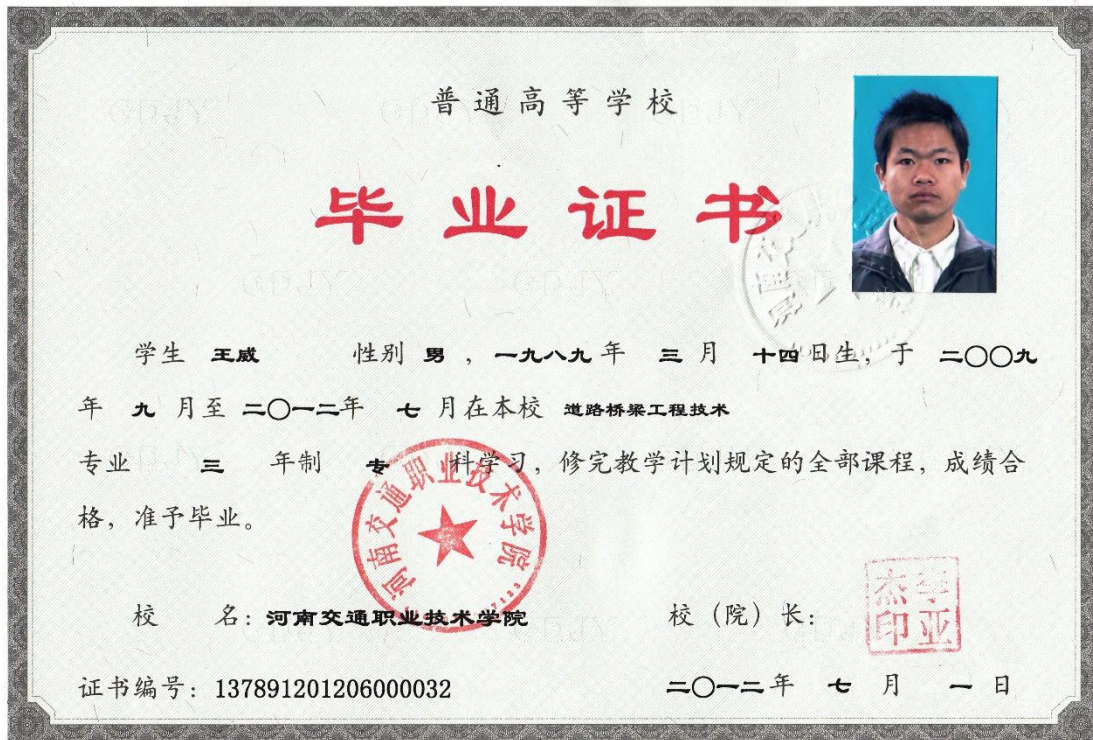 普通高等学校
毕业证书
学生 王威 性别 男 ，一九八九 年 三 月 十四 日生，于 二〇〇九
年 九 月至 二〇一二年 七 月在本校 道路桥梁工程技术
专业 三 年制 专 科学习，修完教学计划规定的全部课程，成绩合
格，准予毕业。
河南交通职业技术学院
校 名：河南交通职业技术学院 校（院）长：
李亚杰印
证书编号：137891201206000032 二〇一二年 七 月 一 日